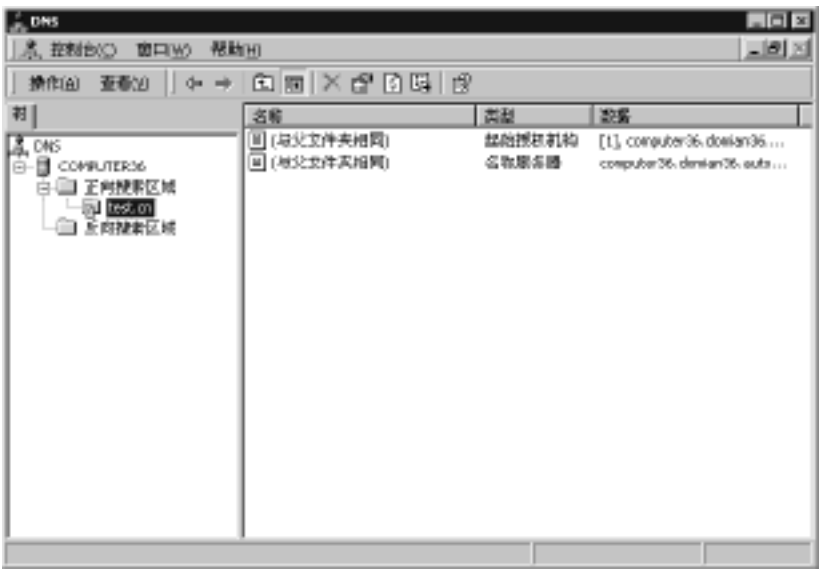 DNS
控制台(C) 窗口(W) 帮助(H)
操作(A) 查看(V)
树
名称 类型 数据
DNS
COMPUTER36
正向搜索区域
test.cn
反向搜索区域
(与父文件夹相同) 起始授权机构 [1], computer36.domian36....
(与父文件夹相同) 名称服务器 computer36.domian36.auto...